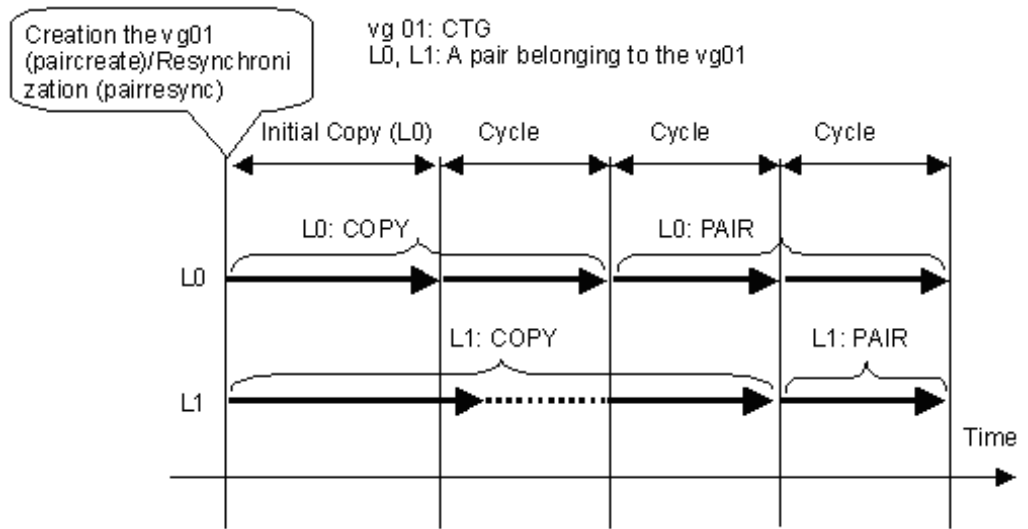 Creation the vg01
(paircreate)/Resynchroni
zation (pairresync)
vg 01: CTG
L0, L1: A pair belonging to the vg01
Initial Copy (L0)
Cycle
Cycle
Cycle
L0: COPY
L0: PAIR
L0
L1: COPY
L1: PAIR
L1
Time